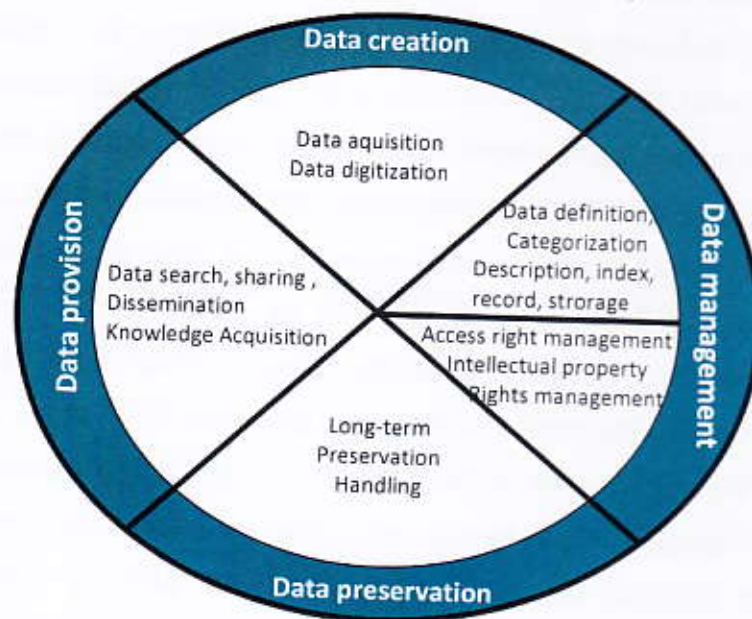 Data creation
Data aquisition
Data digitization
Data management
Data definition,
Categorization
Description, index,
record, strorage
Access right management
Intellectual property
Rights management
Data preservation
Long-term
Preservation
Handling
Data provision
Data search, sharing ,
Dissemination
Knowledge Acquisition